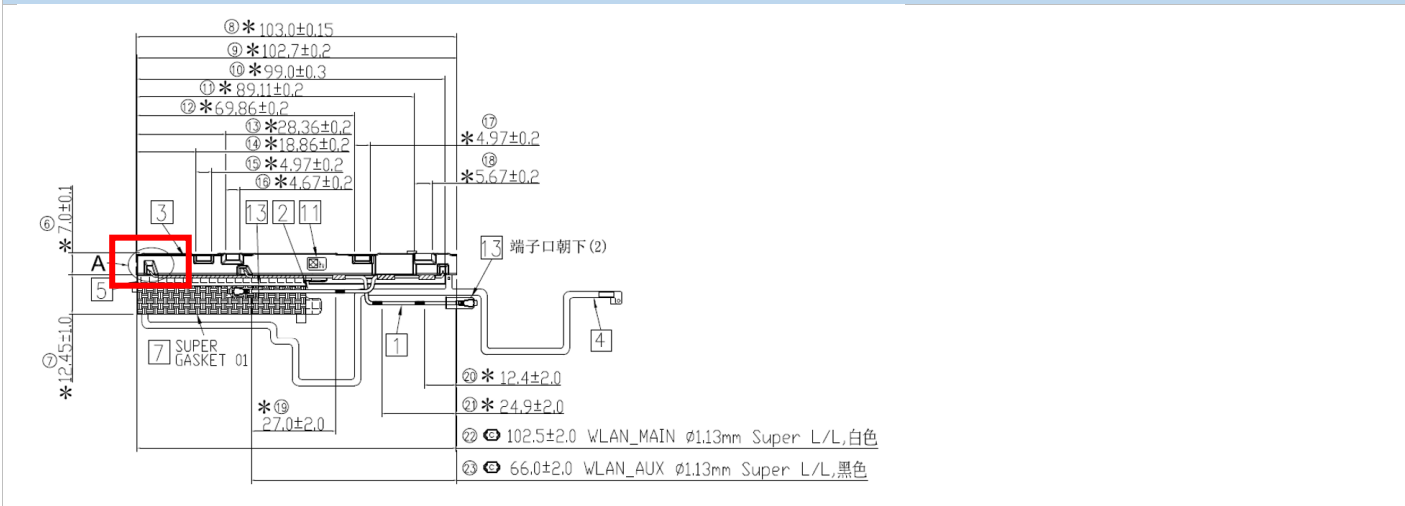 ⑧ * 103.0±0.15
⑨ * 102.7±0.2
⑩ * 99.0±0.3
⑪ * 89.11±0.2
⑫ * 69.86±0.2
⑬ * 28.36±0.2
⑭ * 18.86±0.2
⑮ * 4.97±0.2
⑯ * 4.67±0.2
⑰
* 4.97±0.2
⑱
* 5.67±0.2
⑥ * 7.0±0.1
3
13
2
11
13 端子口朝下(2)
A
5
⑦ * 12.45±1.0
7 SUPER
GASKET 01
1
4
⑳ * 12.4±2.0
㉑ * 24.9±2.0
* ⑲
27.0±2.0
㉒ C 102.5±2.0 WLAN_MAIN Ø1.13mm Super L/L,白色
㉓ C 66.0±2.0 WLAN_AUX Ø1.13mm Super L/L,黑色